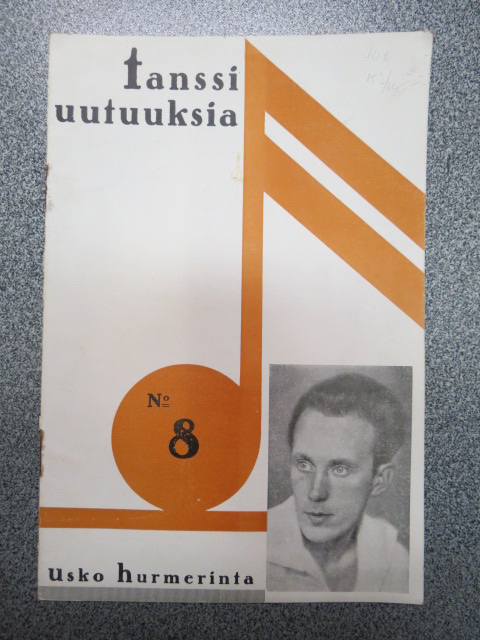 tanssi
uutuuksia
Nº
8
usko hurmerinta